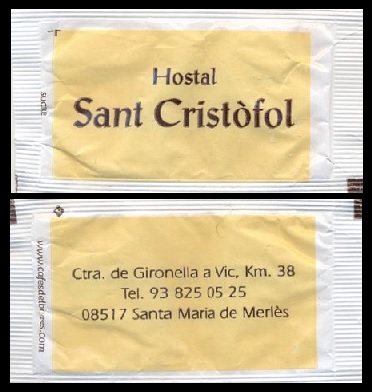 Hostal
Sant Cristòfol
sucre
Ctra. de Gironella a Vic, Km. 38
Tel. 93 825 05 25
08517 Santa Maria de Merlès